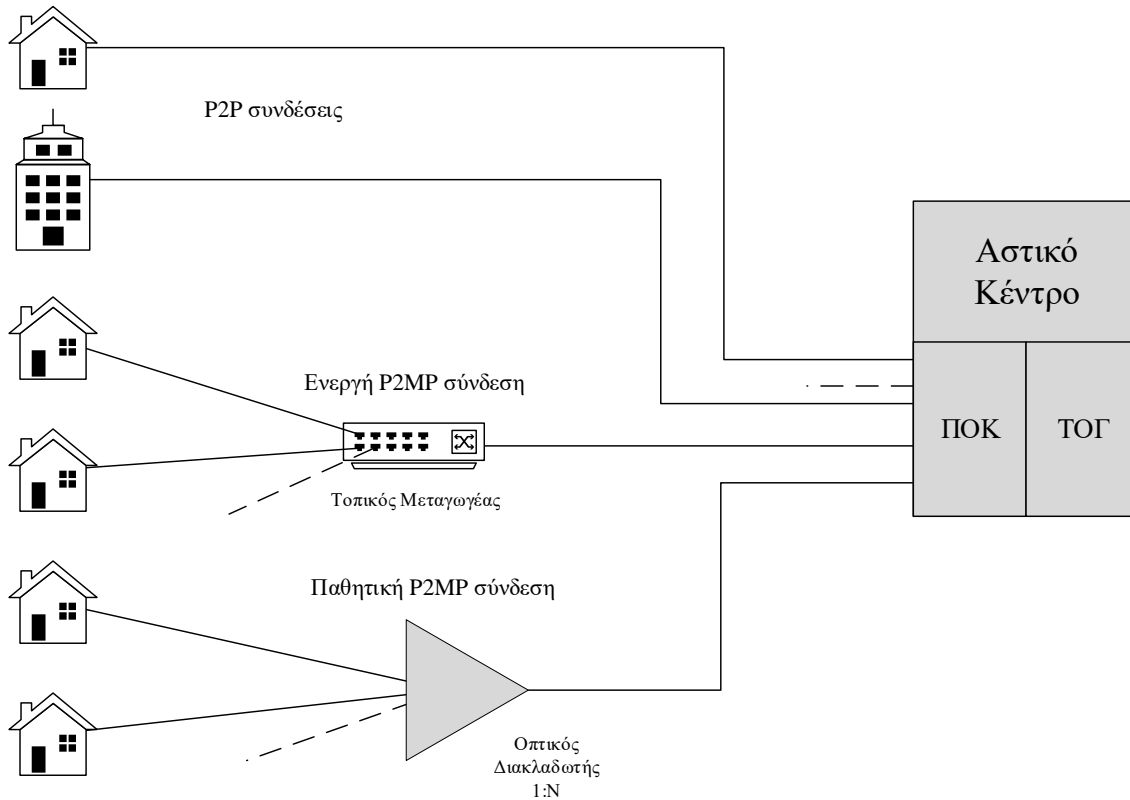 P2P συνδέσεις
Αστικό
Κέντρο
ΠΟΚ
ΤΟΓ
Ενεργή P2MP σύνδεση
Τοπικός Μεταγωγέας
Παθητική P2MP σύνδεση
Οπτικός
Διακλαδωτής
1:N